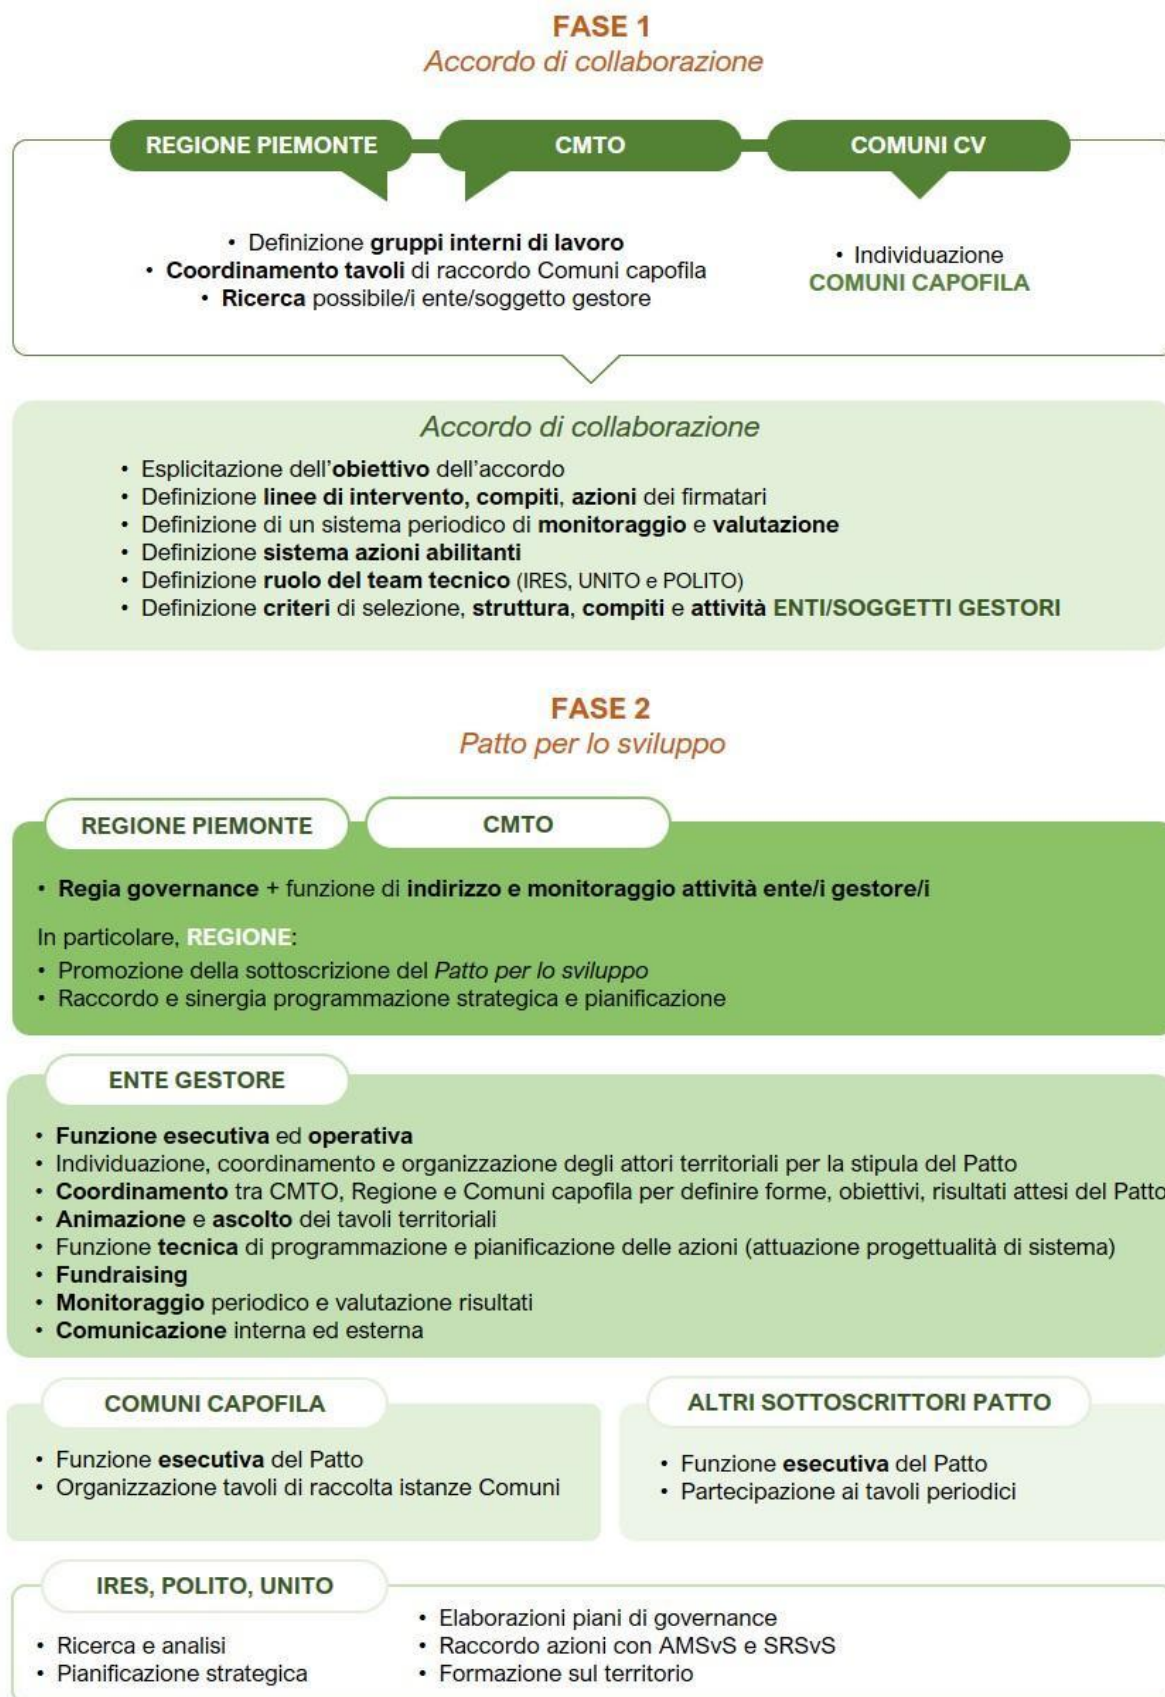 FASE 1
Accordo di collaborazione
REGIONE PIEMONTE
CMTO
COMUNI CV
• Definizione gruppi interni di lavoro
• Coordinamento tavoli di raccordo Comuni capofila
• Ricerca possibile/i ente/soggetto gestore
• Individuazione
COMUNI CAPOFILA
Accordo di collaborazione
• Esplicitazione dell'obiettivo dell'accordo
• Definizione linee di intervento, compiti, azioni dei firmatari
• Definizione di un sistema periodico di monitoraggio e valutazione
• Definizione sistema azioni abilitanti
• Definizione ruolo del team tecnico (IRES, UNITO e POLITO)
• Definizione criteri di selezione, struttura, compiti e attività ENTI/SOGGETTI GESTORI
FASE 2
Patto per lo sviluppo
REGIONE PIEMONTE
CMTO
• Regia governance + funzione di indirizzo e monitoraggio attività ente/i gestore/i
In particolare, REGIONE:
• Promozione della sottoscrizione del Patto per lo sviluppo
• Raccordo e sinergia programmazione strategica e pianificazione
ENTE GESTORE
• Funzione esecutiva ed operativa
• Individuazione, coordinamento e organizzazione degli attori territoriali per la stipula del Patto
• Coordinamento tra CMTO, Regione e Comuni capofila per definire forme, obiettivi, risultati attesi del Patto
• Animazione e ascolto dei tavoli territoriali
• Funzione tecnica di programmazione e pianificazione delle azioni (attuazione progettualità di sistema)
• Fundraising
• Monitoraggio periodico e valutazione risultati
• Comunicazione interna ed esterna
COMUNI CAPOFILA
• Funzione esecutiva del Patto
• Organizzazione tavoli di raccolta istanze Comuni
ALTRI SOTTOSCRITTORI PATTO
• Funzione esecutiva del Patto
• Partecipazione ai tavoli periodici
IRES, POLITO, UNITO
• Ricerca e analisi
• Pianificazione strategica
• Elaborazioni piani di governance
• Raccordo azioni con AMSvS e SRSvS
• Formazione sul territorio